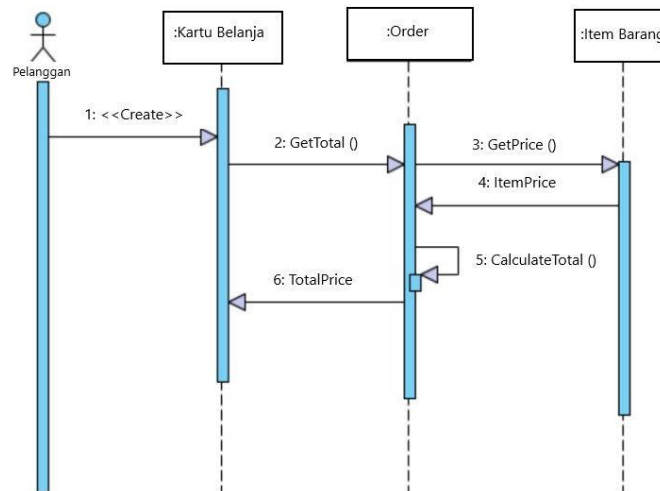 :Kartu Belanja
:Order
:Item Barang
Pelanggan
1: <<Create>>
2: GetTotal ()
3: GetPrice ()
4: ItemPrice
5: CalculateTotal ()
6: TotalPrice